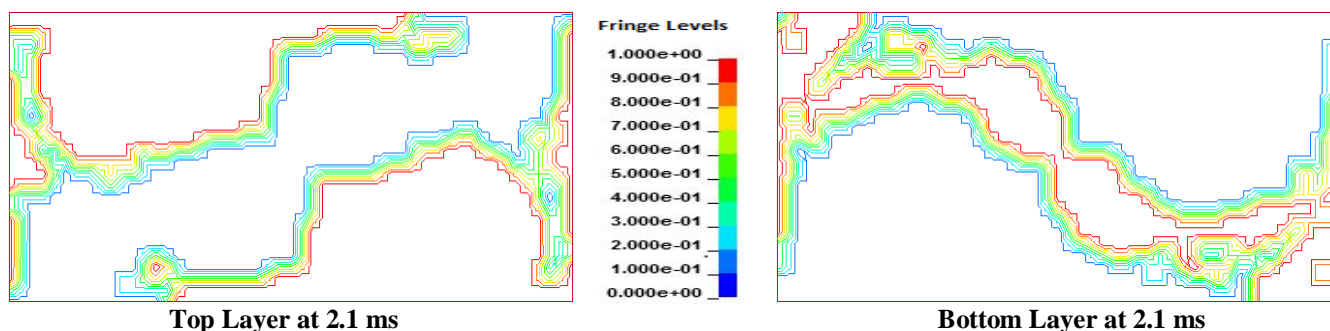 Fringe Levels
1.000e+00
9.000e-01
8.000e-01
7.000e-01
6.000e-01
5.000e-01
4.000e-01
3.000e-01
2.000e-01
1.000e-01
0.000e+00
Top Layer at 2.1 ms
Bottom Layer at 2.1 ms